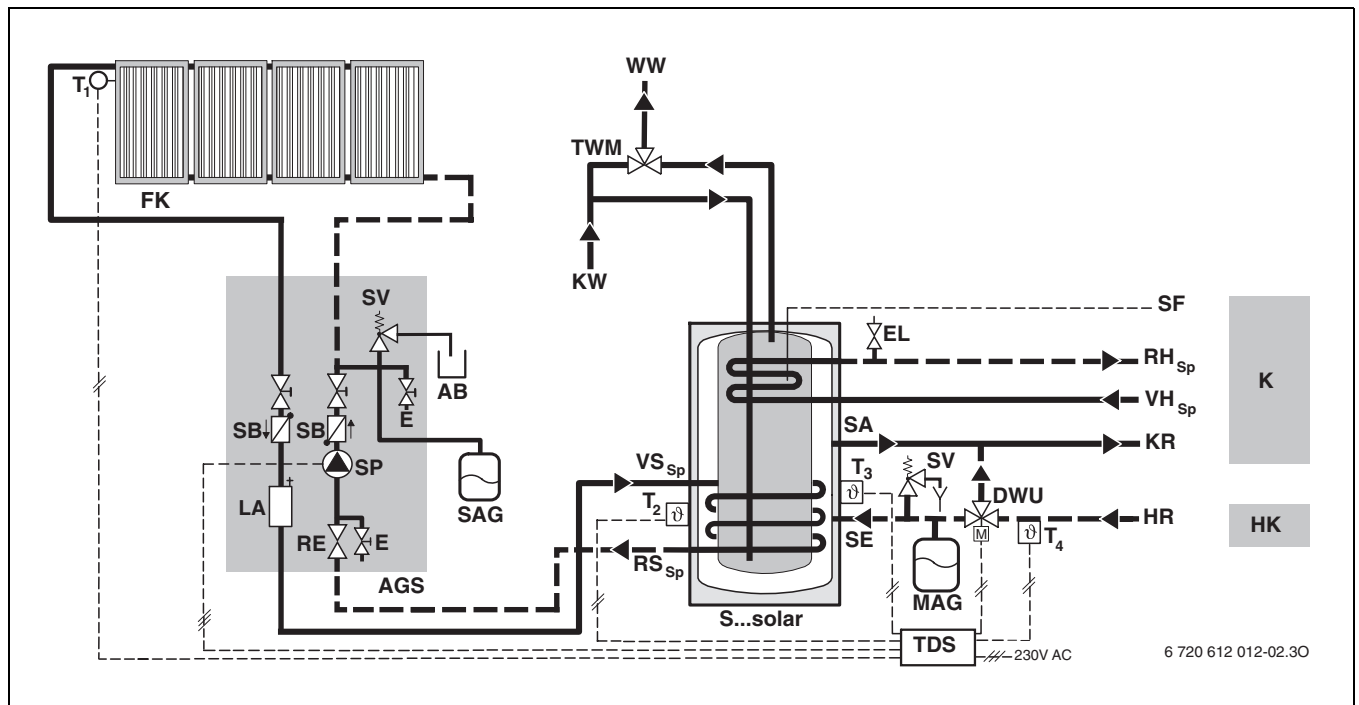 WW
T1
TWM
FK
KW
SV
SF
EL
AB
RHSp
K
VHSp
E
SB
SB
SA
KR
SP
VSSp
T3
SV
LA
T2
ϑ
ϑ
DWU
SAG
HR
HK
RE
E
SE
M
ϑ
T4
RSSp
AGS
MAG
S...solar
TDS
230V AC
6 720 612 012-02.3O